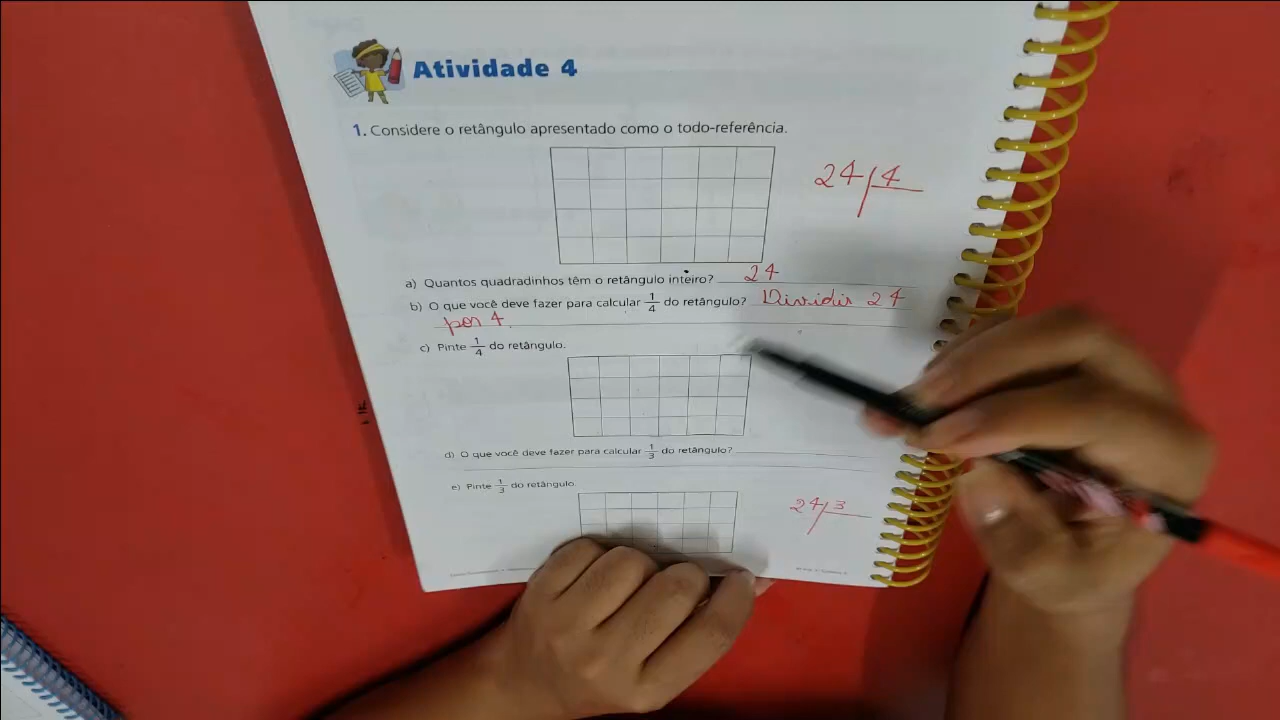 Atividade 4
1. Considere o retângulo apresentado como o todo-referência.
24 4
a) Quantos quadradinhos têm o retângulo inteiro? 24
b) O que você deve fazer para calcular 1/4 do retângulo? Dividir 24
por 4.
c) Pinte 1/4 do retângulo.
d) O que você deve fazer para calcular 1/3 do retângulo?
e) Pinte 1/3 do retângulo.
24 3